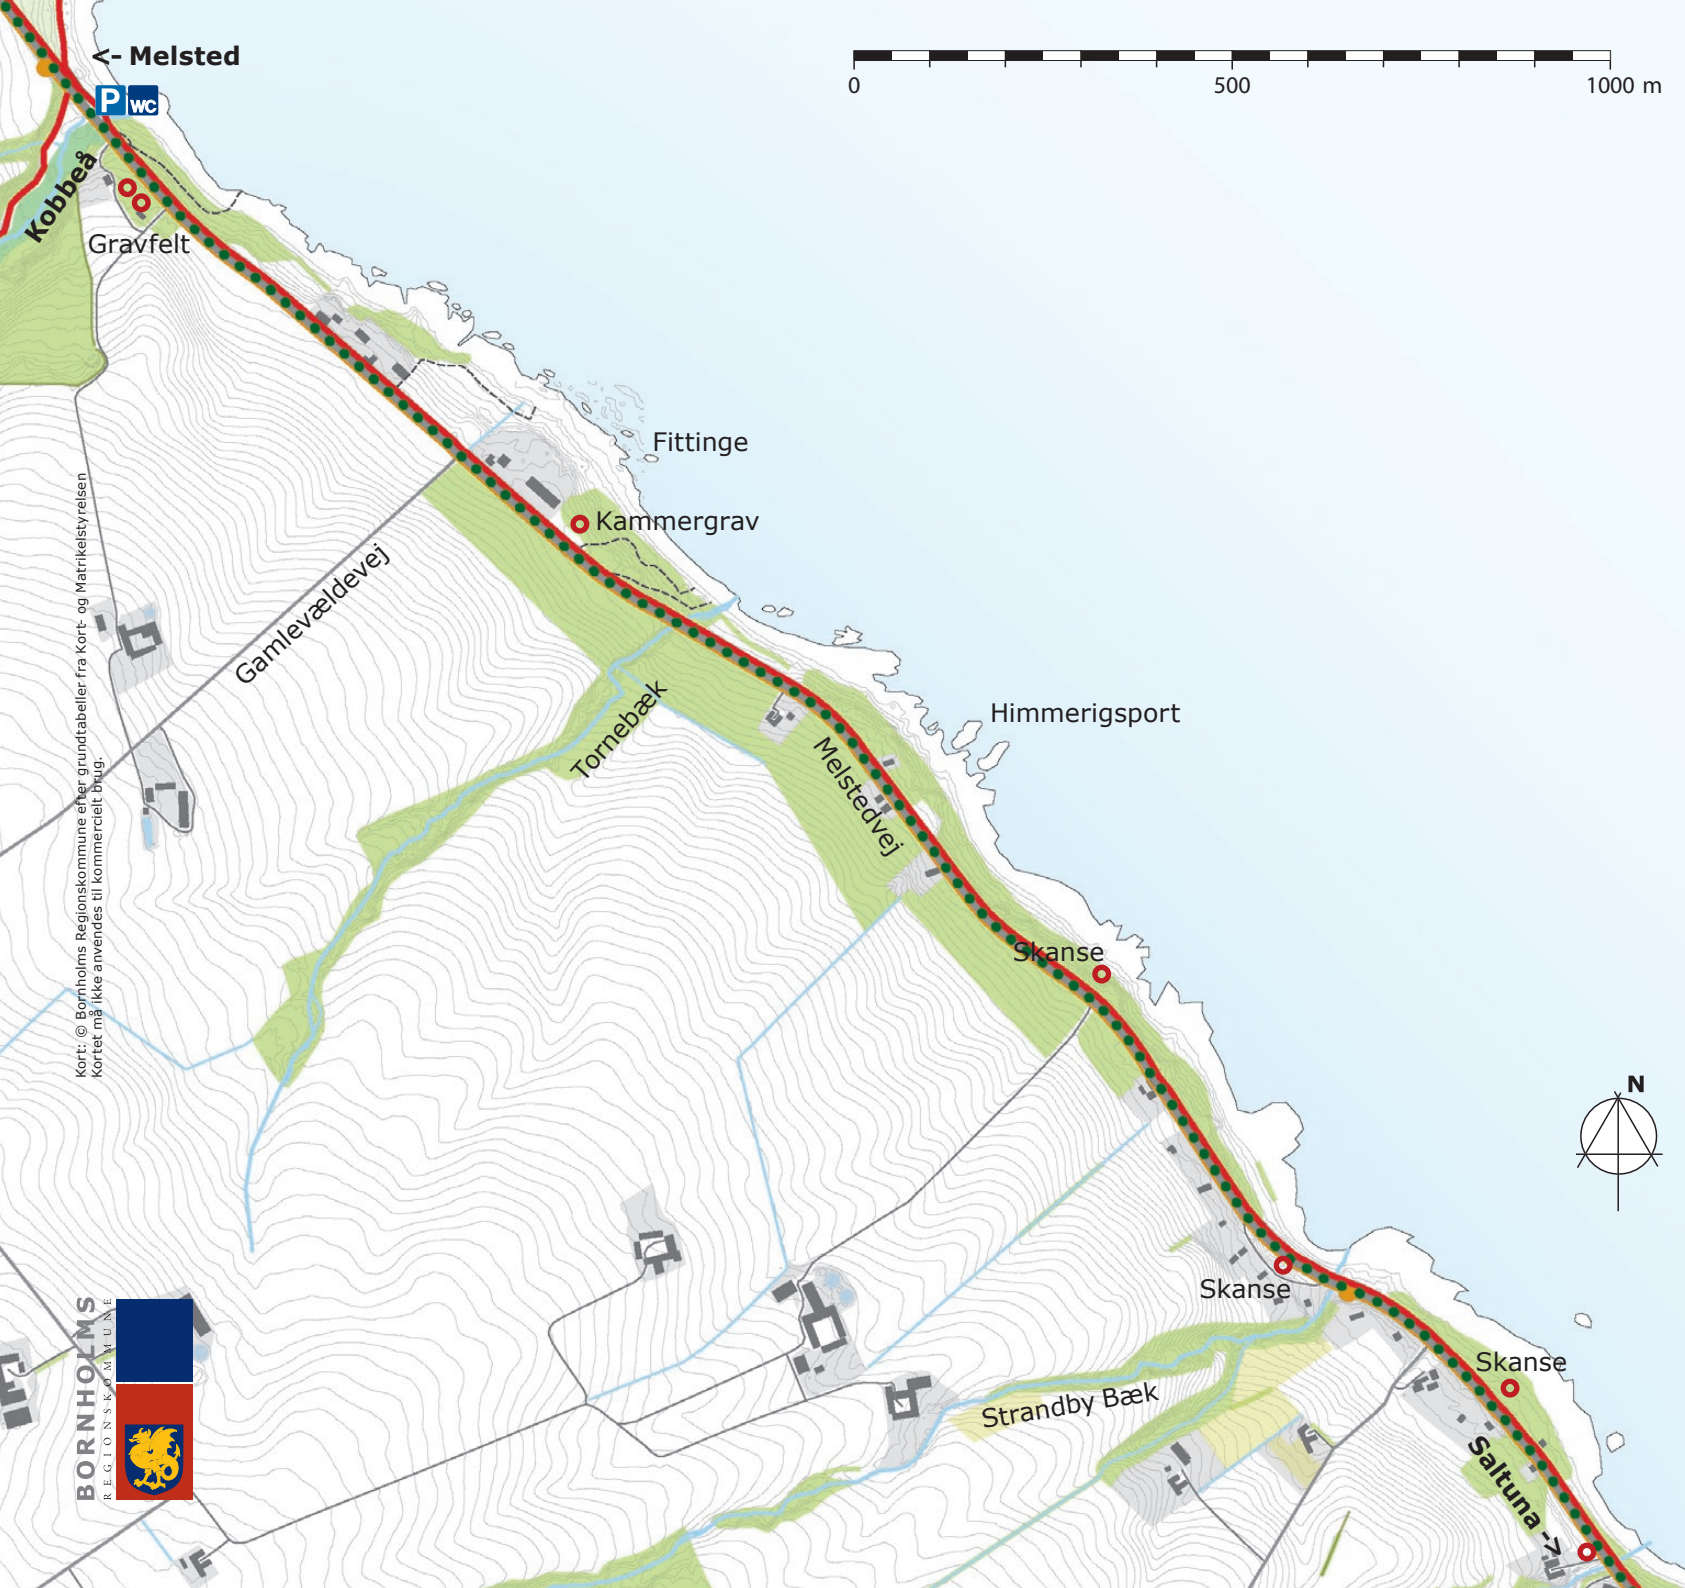 <- Melsted
0 500 1000 m
P WC
Kobbeå
Gravfelt
Fittinge
Kammergrav
Gamlevældevej
Tornebæk
Himmerigsport
Melstedvej
Skanse
N
Skanse
Skanse
Strandby Bæk
Saltuna ->
Kort: © Bornholms Regionskommune efter grundtabeller fra Kort- og Matrikelstyrelsen
Kortet må ikke anvendes til kommercielt brug.
BORNHOLMS
REGIONSKOMMUNE